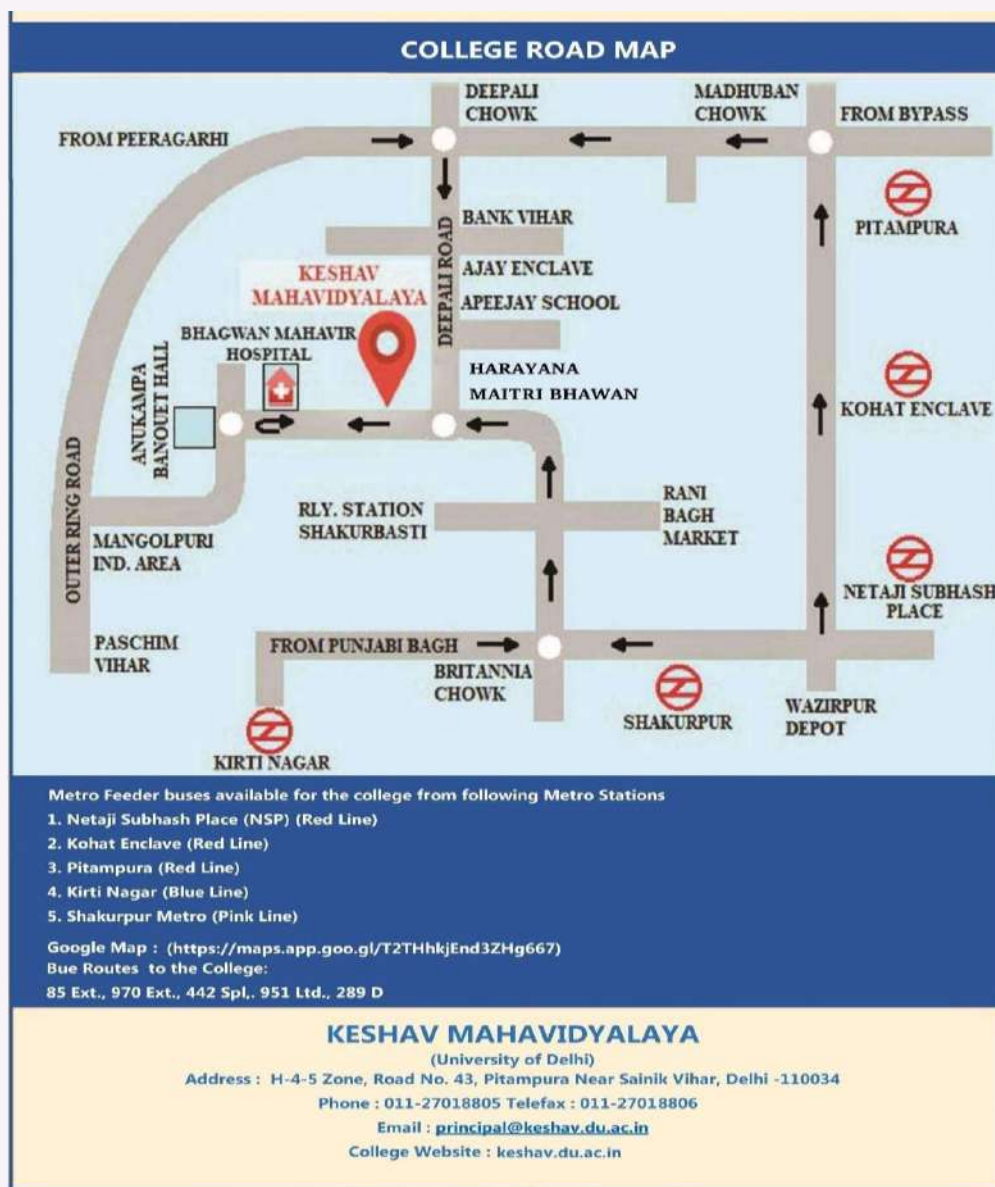 COLLEGE ROAD MAP
DEEPALI
CHOWK
MADHUBAN
CHOWK
FROM PEERAGARHI
FROM BYPASS
PITAMPURA
BANK VIHAR
DEEPALI ROAD
AJAY ENCLAVE
KESHAV
MAHAVIDYALAYA
APEEJAY SCHOOL
BHAGWAN MAHAVIR
HOSPITAL
HARAYANA
MAITRI BHAWAN
KOHAT ENCLAVE
ANUKAMPA
BANOUET HALL
OUTER RING ROAD
RLY. STATION
SHAKURBASTI
RANI
BAGH
MARKET
MANGOLPURI
IND. AREA
NETAJI SUBHASH
PLACE
PASCHIM
VIHAR
FROM PUNJABI BAGH
BRITANNIA
CHOWK
SHAKURPUR
WAZIRPUR
DEPOT
KIRTI NAGAR
Metro Feeder buses available for the college from following Metro Stations
1. Netaji Subhash Place (NSP) (Red Line)
2. Kohat Enclave (Red Line)
3. Pitampura (Red Line)
4. Kirti Nagar (Blue Line)
5. Shakurpur Metro (Pink Line)
Google Map : (https://maps.app.goo.gl/T2THhkjEnd3ZHg667)
Bue Routes to the College:
85 Ext., 970 Ext., 442 Spl,. 951 Ltd., 289 D
KESHAV MAHAVIDYALAYA
(University of Delhi)
Address : H-4-5 Zone, Road No. 43, Pitampura Near Sainik Vihar, Delhi -110034
Phone : 011-27018805 Telefax : 011-27018806
Email : principal@keshav.du.ac.in
College Website : keshav.du.ac.in